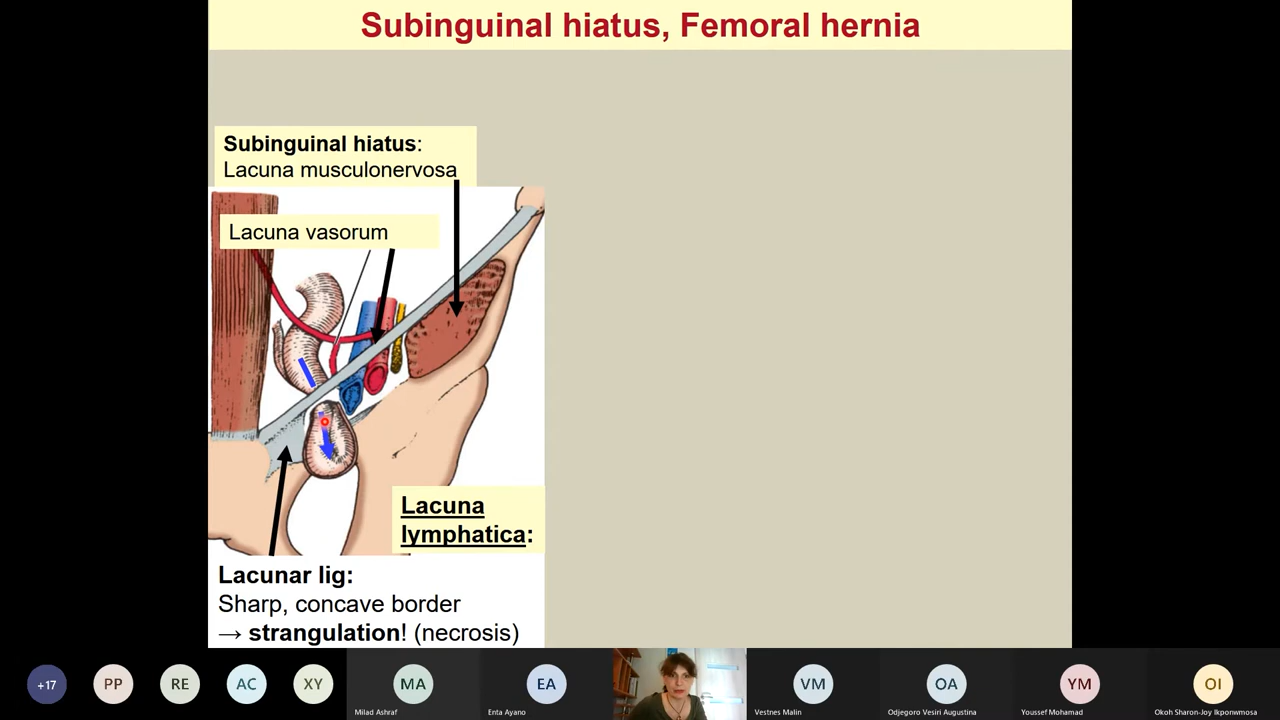 Subinguinal hiatus, Femoral hernia
Subinguinal hiatus:
Lacuna musculonervosa
Lacuna vasorum
Lacuna
lymphatica:
Lacunar lig:
Sharp, concave border
→ strangulation! (necrosis)
+17
PP
RE
AC
XY
MA
Milad Ashraf
EA
Enta Ayano
VM
Vestnes Malin
OA
Odjegoro Vesiri Augustina
YM
Youssef Mohamad
OI
Okoh Sharon-Joy Ikponwmosa